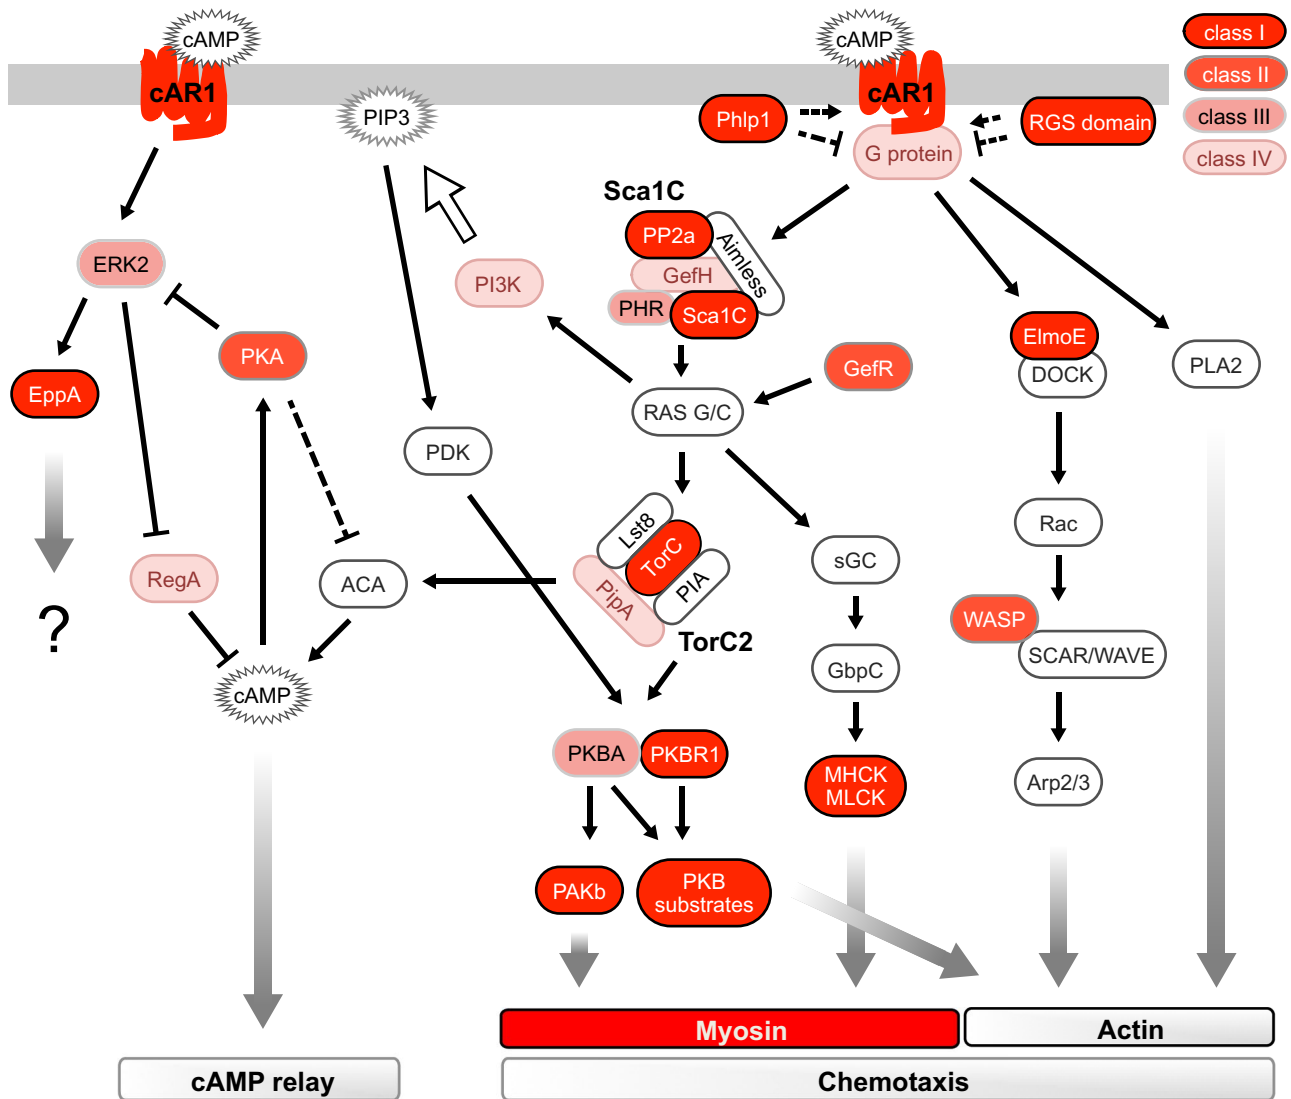 cAMP
cAMP
class I
cAR1
cAR1
class II
PIP3
Phlp1
RGS domain
class III
G protein
class IV
Sca1C
PP2a
Aimless
ERK2
GefH
PI3K
PHR
Sca1C
PKA
ElmoE
GefR
DOCK
PLA2
EppA
RAS G/C
PDK
Lst8
Rac
TorC
sGC
RegA
ACA
PipA
PIA
?
WASP
TorC2
SCAR/WAVE
GbpC
cAMP
PKBA
PKBR1
MHCK
MLCK
Arp2/3
PAKb
PKB
substrates
Myosin
Actin
cAMP relay
Chemotaxis